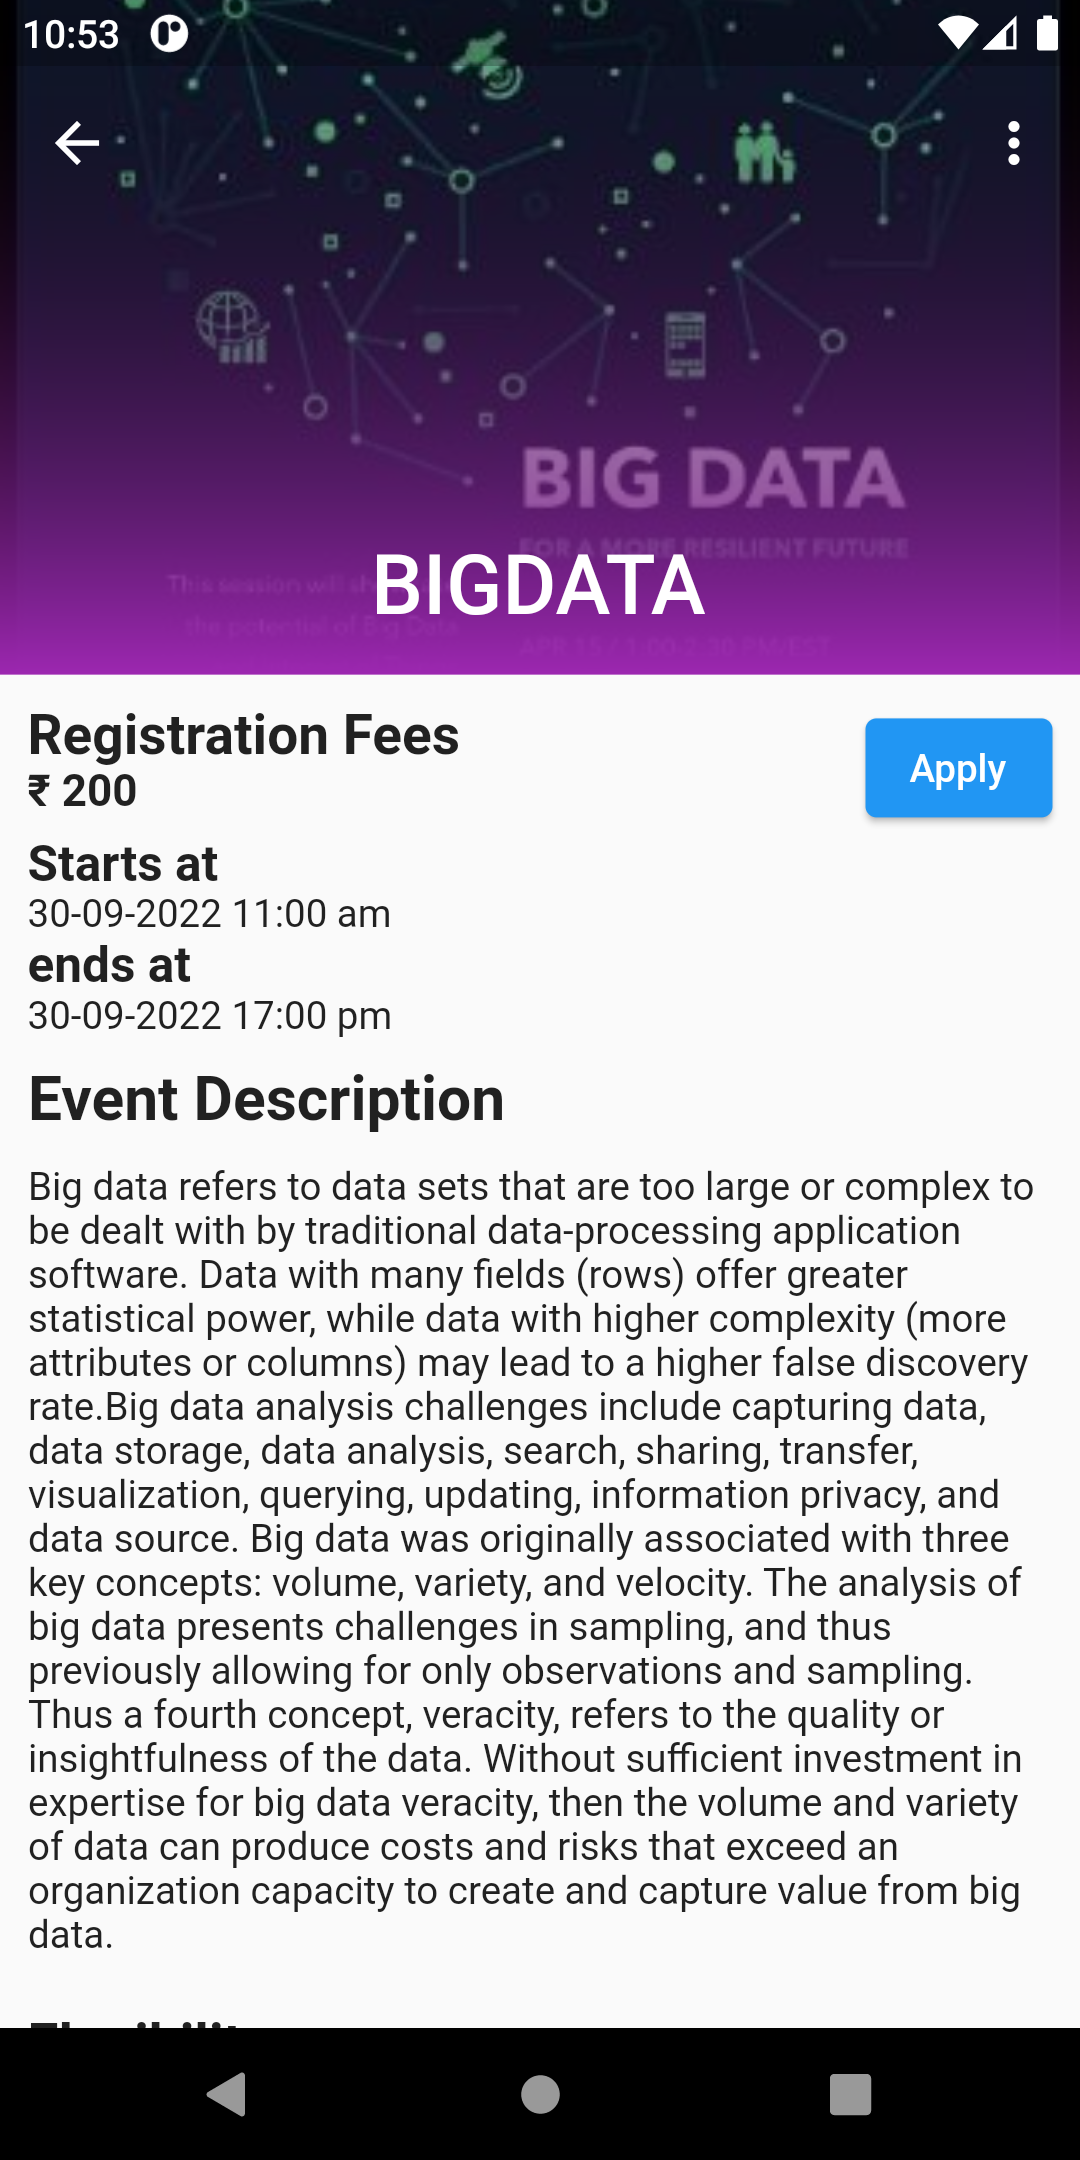 10:53
BIG DATA
FOR A MORE RESILIENT FUTURE
BIGDATA
This session will
the potential of Big Data
APR 15 / 1:00-2:30 PM EST
Registration Fees
₹ 200
Apply
Starts at
30-09-2022 11:00 am
ends at
30-09-2022 17:00 pm
Event Description
Big data refers to data sets that are too large or complex to
be dealt with by traditional data-processing application
software. Data with many fields (rows) offer greater
statistical power, while data with higher complexity (more
attributes or columns) may lead to a higher false discovery
rate.Big data analysis challenges include capturing data,
data storage, data analysis, search, sharing, transfer,
visualization, querying, updating, information privacy, and
data source. Big data was originally associated with three
key concepts: volume, variety, and velocity. The analysis of
big data presents challenges in sampling, and thus
previously allowing for only observations and sampling.
Thus a fourth concept, veracity, refers to the quality or
insightfulness of the data. Without sufficient investment in
expertise for big data veracity, then the volume and variety
of data can produce costs and risks that exceed an
organization capacity to create and capture value from big
data.